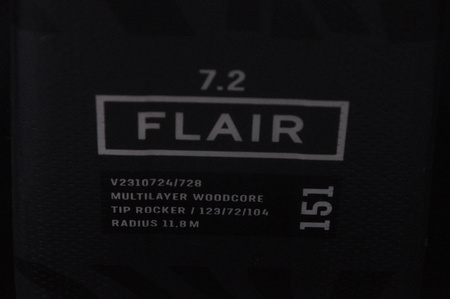 7.2
FLAIR
V2310724/728
MULTILAYER WOODCORE
TIP ROCKER / 123/72/104
RADIUS 11.8 M
151